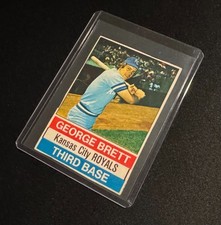 GEORGE BRETT
Kansas City ROYALS
THIRD BASE